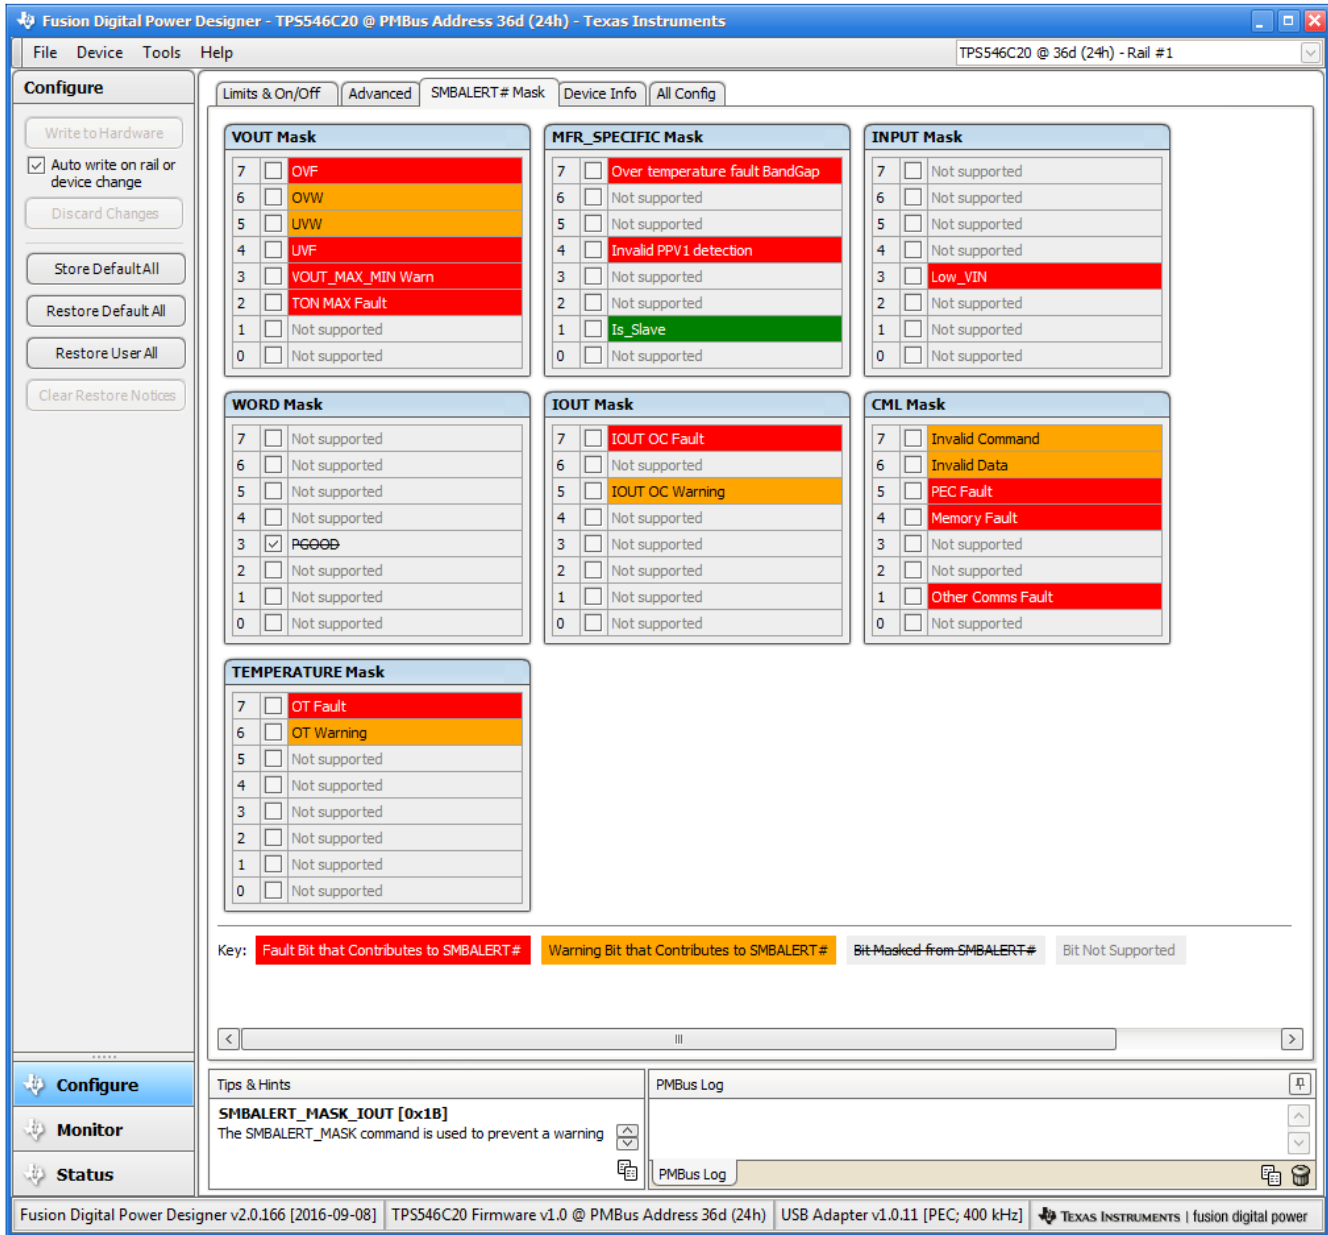 Fusion Digital Power Designer - TPS546C20 @ PMBus Address 36d (24h) - Texas Instruments
File Device Tools Help
TPS546C20 @ 36d (24h) - Rail #1
Configure
Write to Hardware
Auto write on rail or
device change
Discard Changes
Store Default All
Restore Default All
Restore User All
Clear Restore Notices
Limits & On/Off Advanced SMBALERT# Mask Device Info All Config
VOUT Mask
7 OVF
6 OVW
5 UVW
4 UVF
3 VOUT_MAX_MIN Warn
2 TON MAX Fault
1 Not supported
0 Not supported
MFR_SPECIFIC Mask
7 Over temperature fault BandGap
6 Not supported
5 Not supported
4 Invalid PPV1 detection
3 Not supported
2 Not supported
1 Is_Slave
0 Not supported
INPUT Mask
7 Not supported
6 Not supported
5 Not supported
4 Not supported
3 Low_VIN
2 Not supported
1 Not supported
0 Not supported
WORD Mask
7 Not supported
6 Not supported
5 Not supported
4 Not supported
3 PGOOD
2 Not supported
1 Not supported
0 Not supported
IOUT Mask
7 IOUT OC Fault
6 Not supported
5 IOUT OC Warning
4 Not supported
3 Not supported
2 Not supported
1 Not supported
0 Not supported
CML Mask
7 Invalid Command
6 Invalid Data
5 PEC Fault
4 Memory Fault
3 Not supported
2 Not supported
1 Other Comms Fault
0 Not supported
TEMPERATURE Mask
7 OT Fault
6 OT Warning
5 Not supported
4 Not supported
3 Not supported
2 Not supported
1 Not supported
0 Not supported
Key: Fault Bit that Contributes to SMBALERT# Warning Bit that Contributes to SMBALERT# Bit Masked from SMBALERT# Bit Not Supported
Configure
Monitor
Status
Tips & Hints
SMBALERT_MASK_IOUT [0x1B]
The SMBALERT_MASK command is used to prevent a warning
PMBus Log
PMBus Log
Fusion Digital Power Designer v2.0.166 [2016-09-08] TPS546C20 Firmware v1.0 @ PMBus Address 36d (24h) USB Adapter v1.0.11 [PEC; 400 kHz] TEXAS INSTRUMENTS | fusion digital power